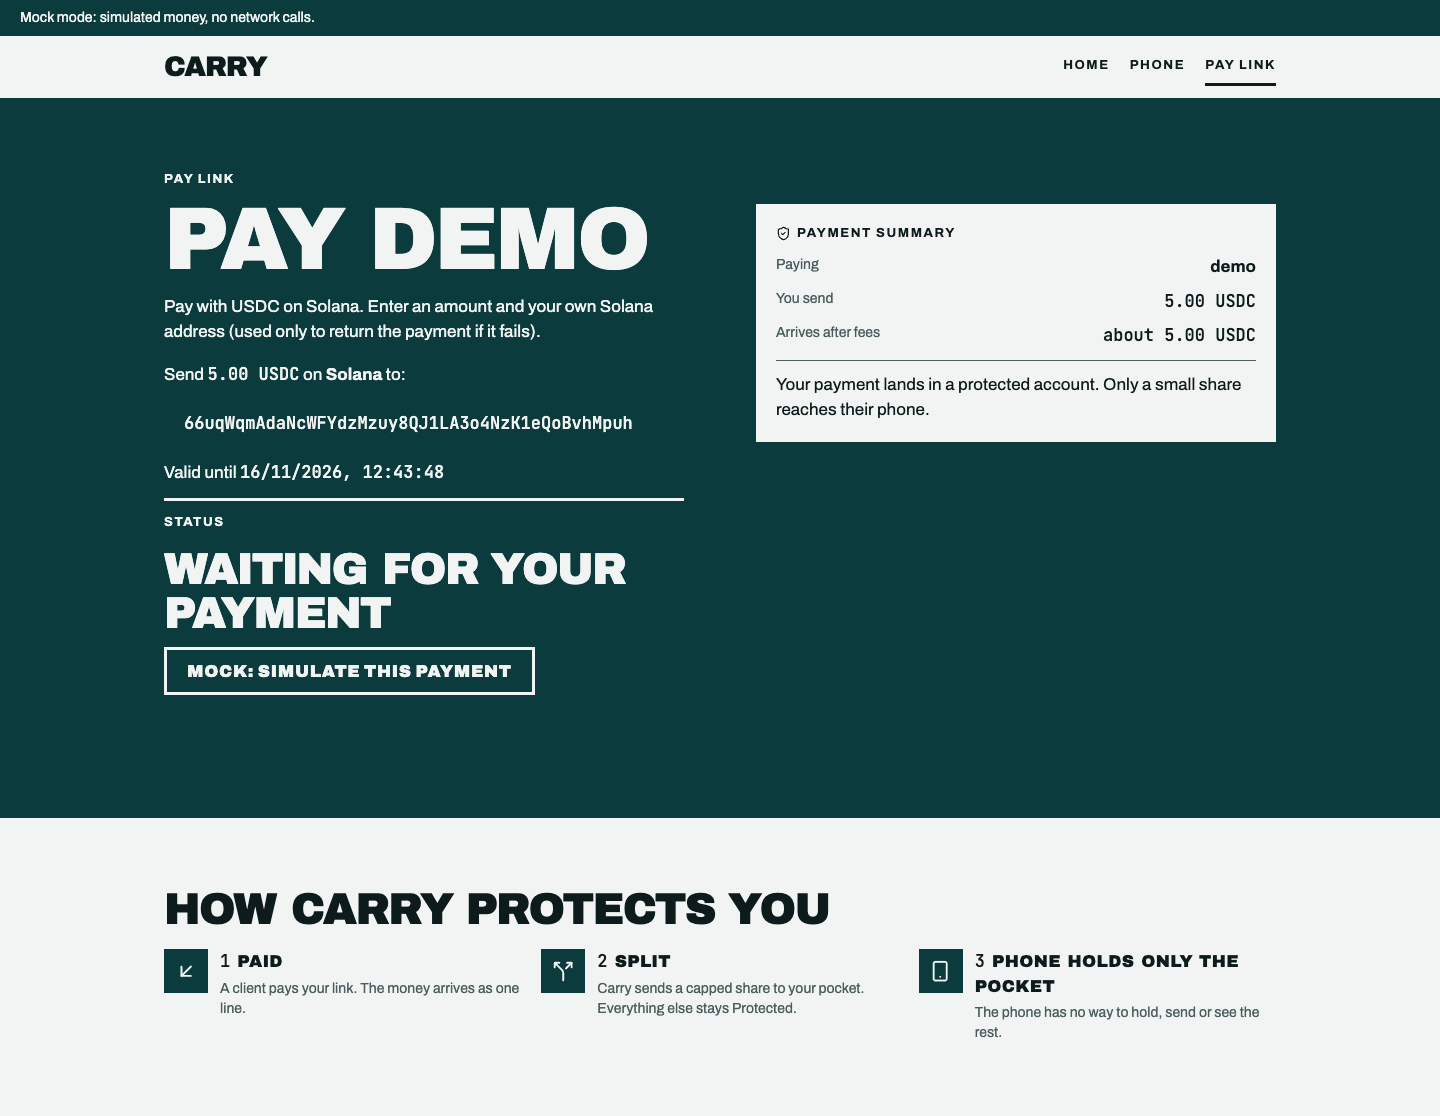 Mock mode: simulated money, no network calls.
CARRY
HOME PHONE PAY LINK
PAY LINK
PAY DEMO
Pay with USDC on Solana. Enter an amount and your own Solana
address (used only to return the payment if it fails).
Send 5.00 USDC on Solana to:
66uqWqmAdaNcWFYdzMzuy8QJ1LA3o4NzK1eQoBvhMpuh
Valid until 16/11/2026, 12:43:48
STATUS
WAITING FOR YOUR
PAYMENT
MOCK: SIMULATE THIS PAYMENT
PAYMENT SUMMARY
Paying demo
You send 5.00 USDC
Arrives after fees about 5.00 USDC
Your payment lands in a protected account. Only a small share
reaches their phone.
HOW CARRY PROTECTS YOU
1 PAID
A client pays your link. The money arrives as one
line.
2 SPLIT
Carry sends a capped share to your pocket.
Everything else stays Protected.
3 PHONE HOLDS ONLY THE
POCKET
The phone has no way to hold, send or see the
rest.